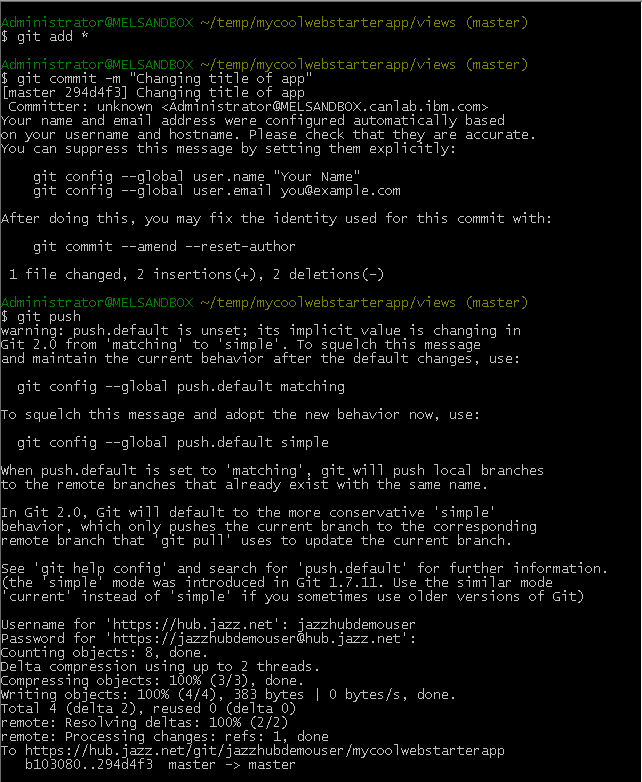 Administrator@MELSANDBOX ~/temp/mycoolwebstarterapp/views (master)
$ git add *
Administrator@MELSANDBOX ~/temp/mycoolwebstarterapp/views (master)
$ git commit -m "Changing title of app"
[master 294d4f3] Changing title of app
 Committer: unknown <Administrator@MELSANDBOX.canlab.ibm.com>
Your name and email address were configured automatically based
on your username and hostname. Please check that they are accurate.
You can suppress this message by setting them explicitly:
    git config --global user.name "Your Name"
    git config --global user.email you@example.com
After doing this, you may fix the identity used for this commit with:
    git commit --amend --reset-author
 1 file changed, 2 insertions(+), 2 deletions(-)
Administrator@MELSANDBOX ~/temp/mycoolwebstarterapp/views (master)
$ git push
warning: push.default is unset; its implicit value is changing in
Git 2.0 from 'matching' to 'simple'. To squelch this message
and maintain the current behavior after the default changes, use:
  git config --global push.default matching
To squelch this message and adopt the new behavior now, use:
  git config --global push.default simple
When push.default is set to 'matching', git will push local branches
to the remote branches that already exist with the same name.
In Git 2.0, Git will default to the more conservative 'simple'
behavior, which only pushes the current branch to the corresponding
remote branch that 'git pull' uses to update the current branch.
See 'git help config' and search for 'push.default' for further information.
(the 'simple' mode was introduced in Git 1.7.11. Use the similar mode
'current' instead of 'simple' if you sometimes use older versions of Git)
Username for 'https://hub.jazz.net': jazzhubdemouser
Password for 'https://jazzhubdemouser@hub.jazz.net':
Counting objects: 8, done.
Delta compression using up to 2 threads.
Compressing objects: 100% (3/3), done.
Writing objects: 100% (4/4), 383 bytes | 0 bytes/s, done.
Total 4 (delta 2), reused 0 (delta 0)
remote: Resolving deltas: 100% (2/2)
remote: Processing changes: refs: 1, done
To https://hub.jazz.net/git/jazzhubdemouser/mycoolwebstarterapp
   b103080..294d4f3  master -> master